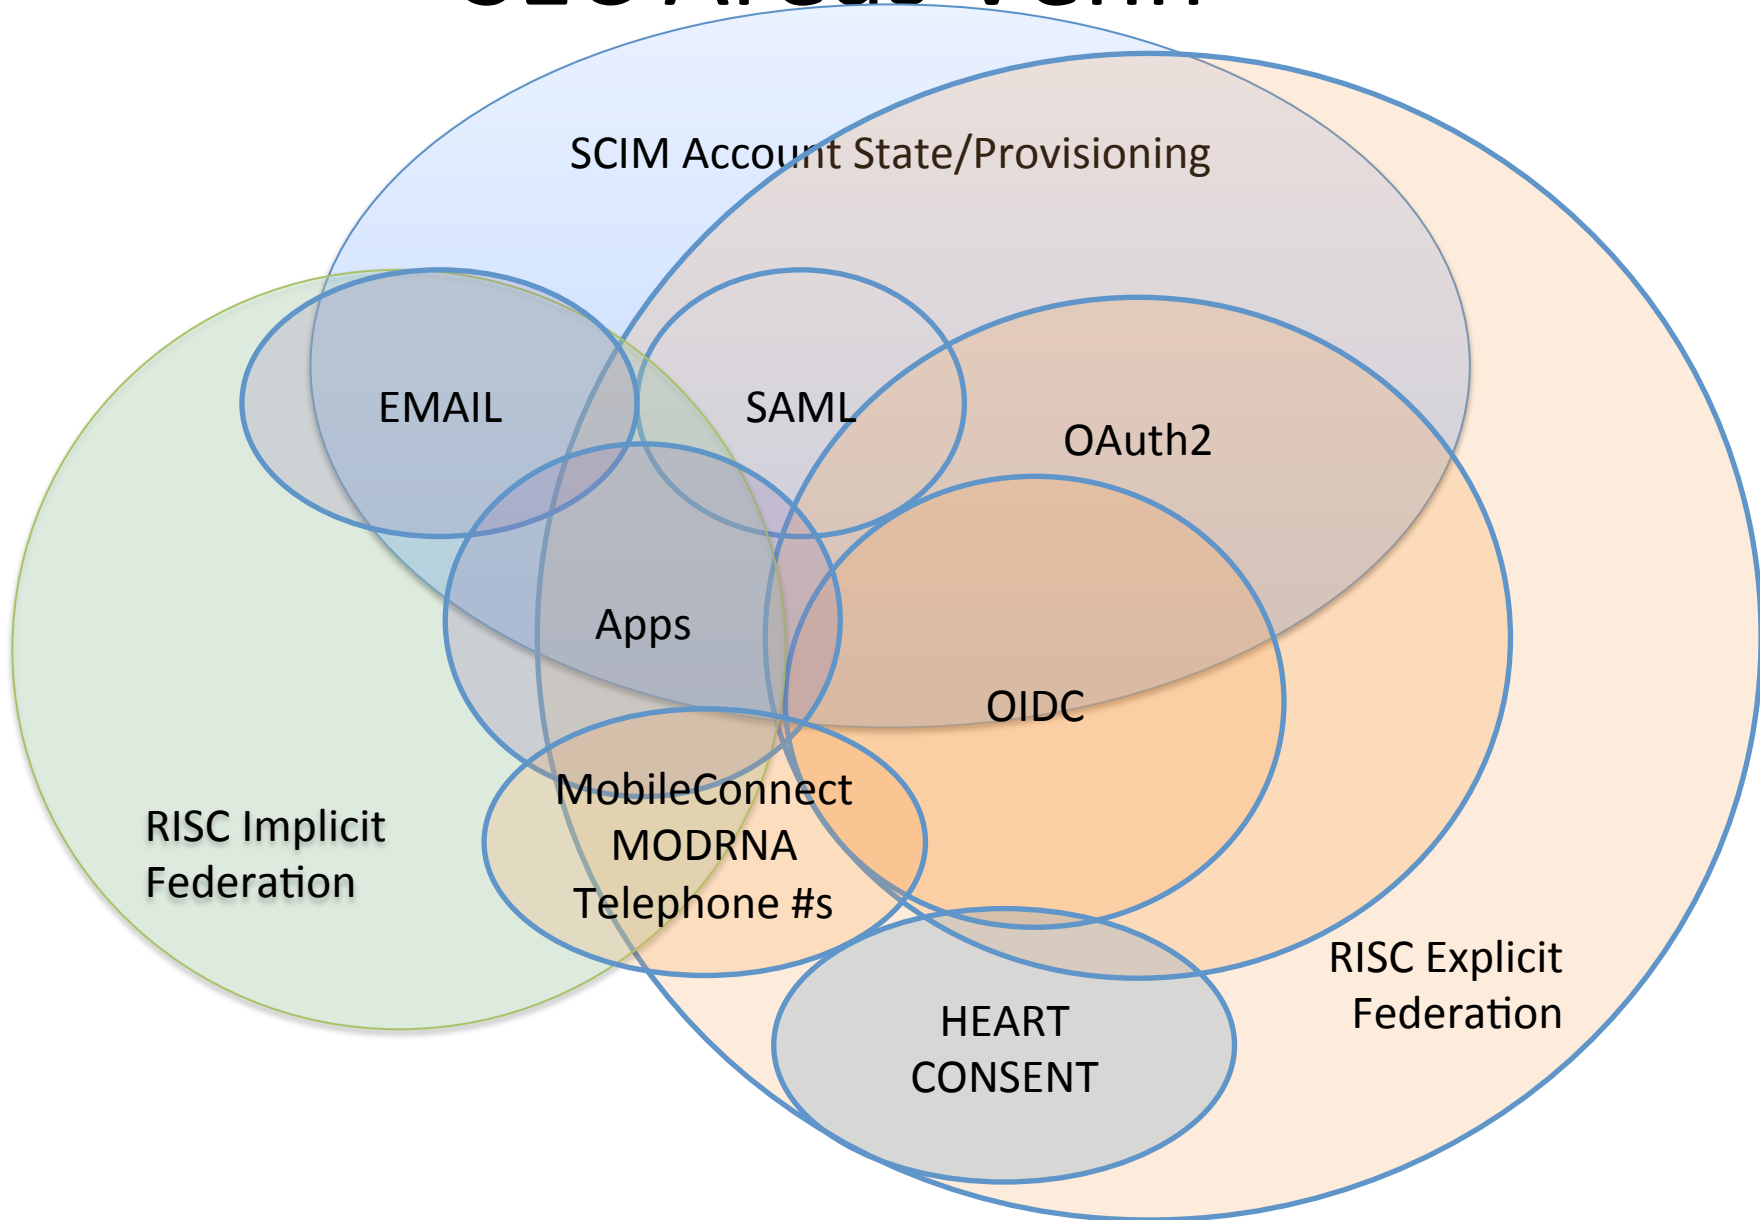 SCIM Account State/Provisioning
EMAIL
SAML
OAuth2
Apps
OIDC
MobileConnect
MODRNA
Telephone #s
RISC Implicit
Federation
RISC Explicit
Federation
HEART
CONSENT